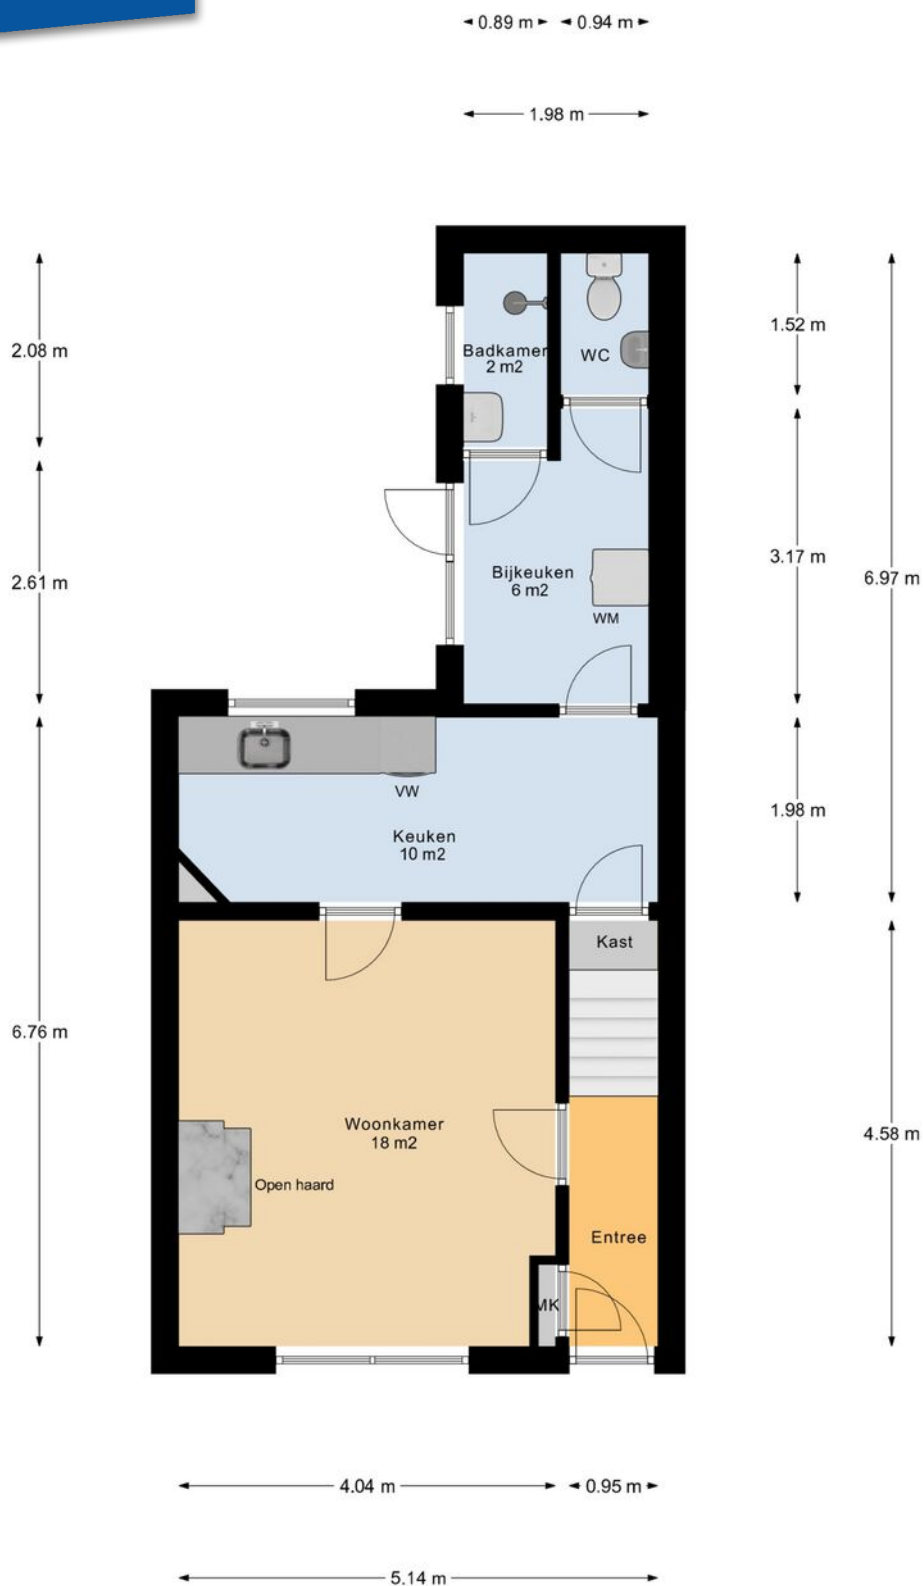 0.89 m 0.94 m
1.98 m
1.52 m
2.08 m
Badkamer
2 m2
WC
3.17 m
6.97 m
2.61 m
Bijkeuken
6 m2
WM
VW
1.98 m
Keuken
10 m2
Kast
6.76 m
Woonkamer
18 m2
4.58 m
Open haard
Entree
MK
4.04 m 0.95 m
5.14 m